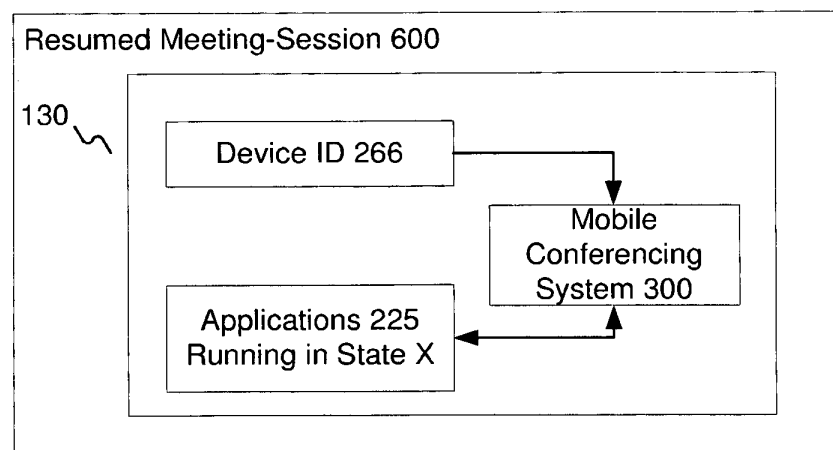 Resumed Meeting-Session 600
130
Device ID 266
Mobile
Conferencing
System 300
Applications 225
Running in State X